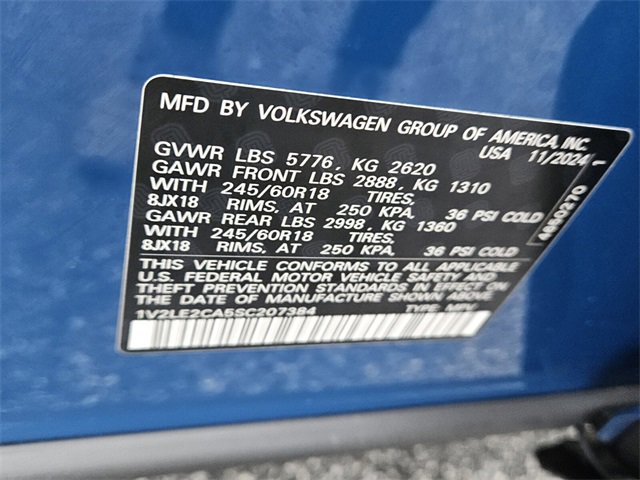 MFD BY VOLKSWAGEN GROUP OF AMERICA, INC.
USA 11/2024
GVWR LBS 5776, KG 2620
GAWR FRONT LBS 2888, KG 1310
WITH 245/60R18 TIRES,
8JX18 RIMS, AT 250 KPA, 36 PSI COLD
GAWR REAR LBS 2998, KG 1360
WITH 245/60R18 TIRES,
8JX18 RIMS, AT 250 KPA, 36 PSI COLD
THIS VEHICLE CONFORMS TO ALL APPLICABLE
U.S. FEDERAL MOTOR VEHICLE SAFETY AND
THEFT PREVENTION STANDARDS IN EFFECT
ON THE DATE OF MANUFACTURE SHOWN ABOVE
1V2LE2CA5SC207384 TYPE: MPV